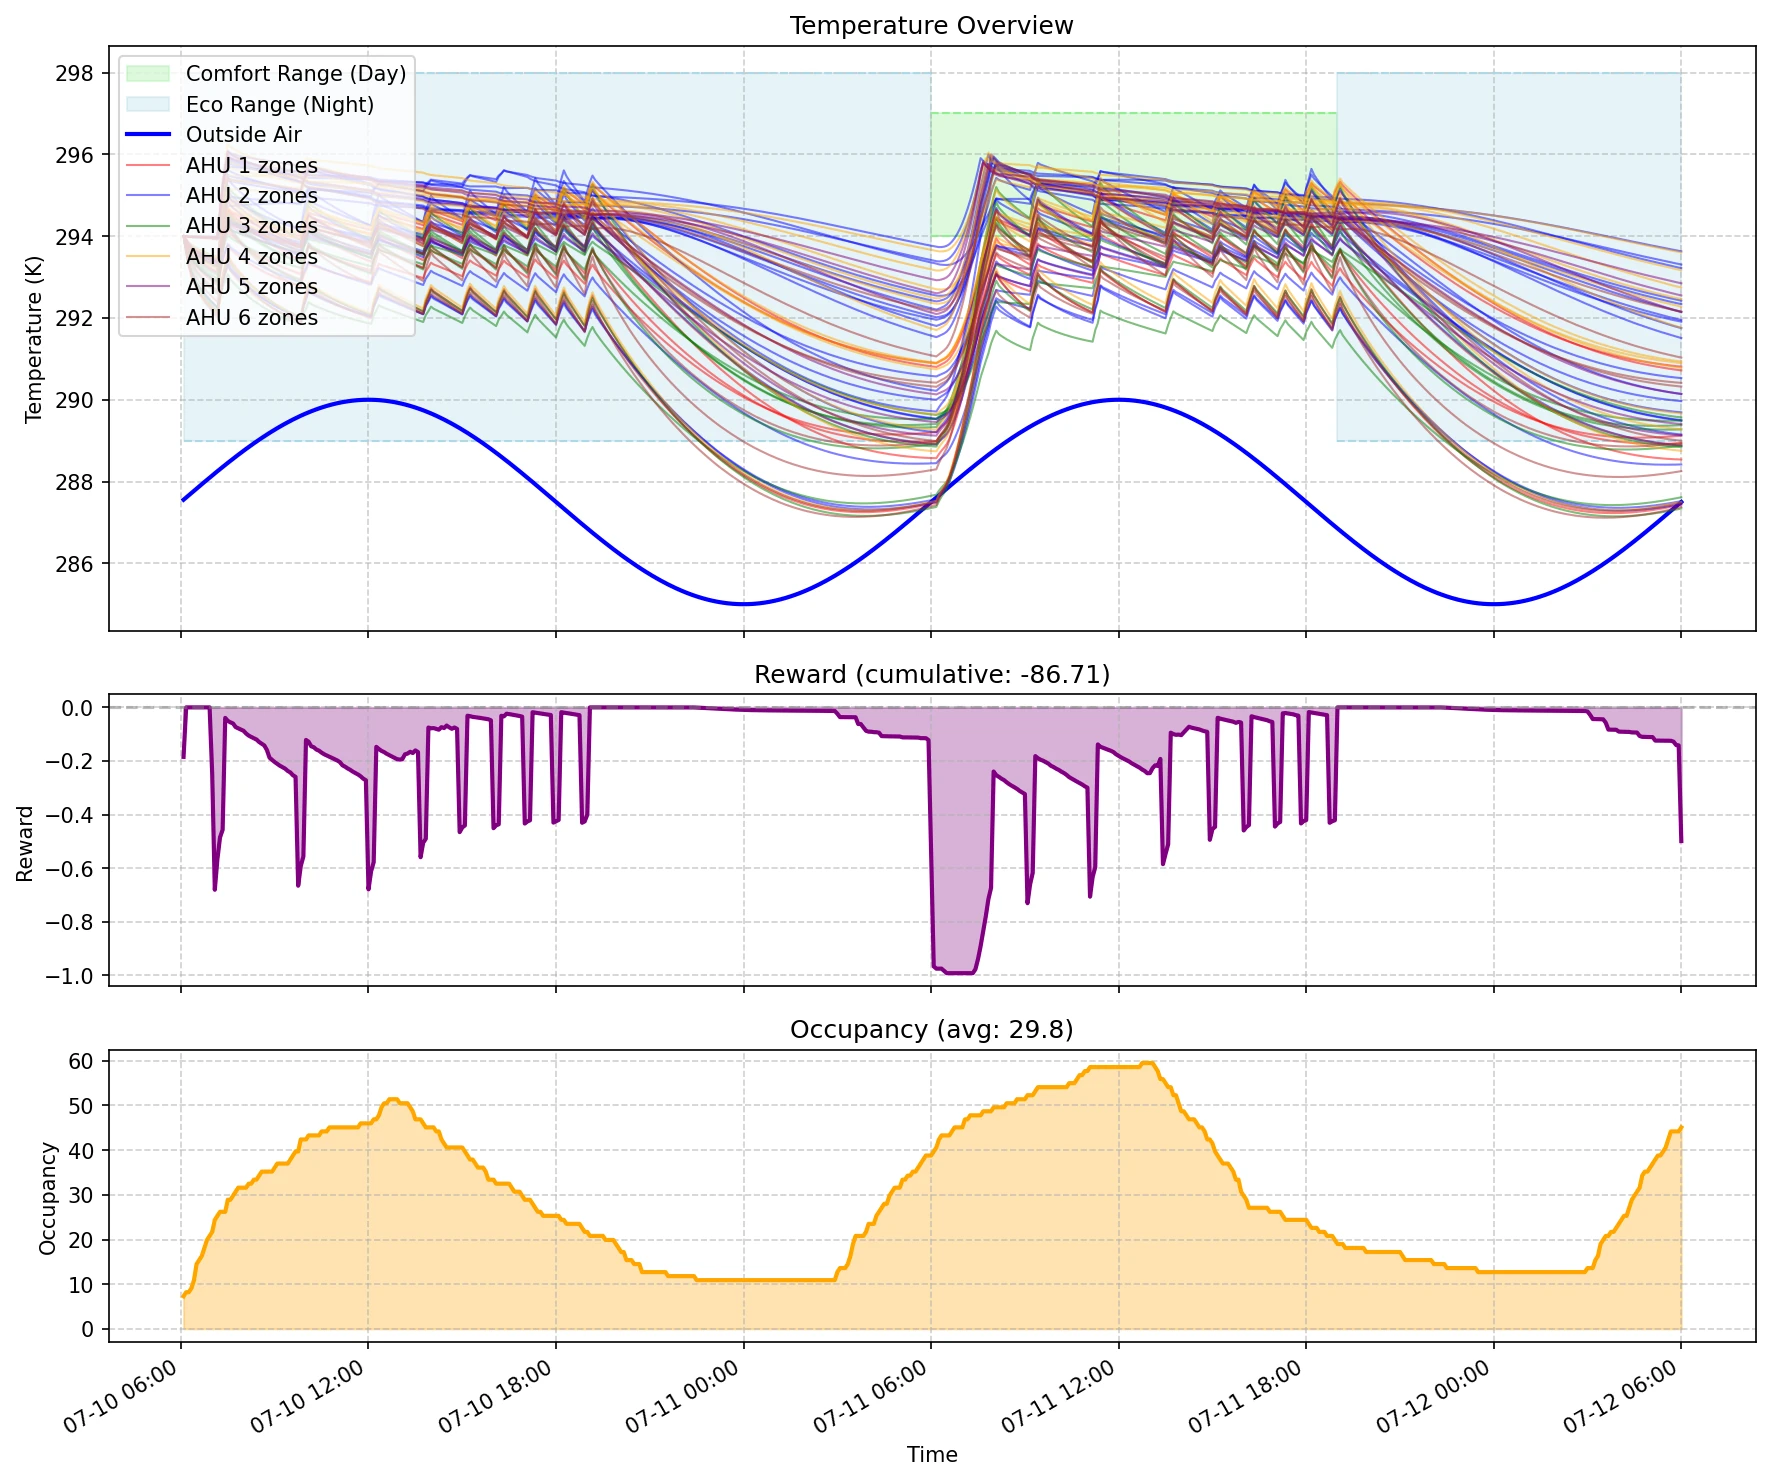 Temperature Overview
Temperature (K)
298
296
294
292
290
288
286
Comfort Range (Day)
Eco Range (Night)
Outside Air
AHU 1 zones
AHU 2 zones
AHU 3 zones
AHU 4 zones
AHU 5 zones
AHU 6 zones
Reward (cumulative: -86.71)
Reward
0.0
−0.2
−0.4
−0.6
−0.8
−1.0
Occupancy (avg: 29.8)
Occupancy
60
50
40
30
20
10
0
07-10 06:00
07-10 12:00
07-10 18:00
07-11 00:00
07-11 06:00
07-11 12:00
07-11 18:00
07-12 00:00
07-12 06:00
Time